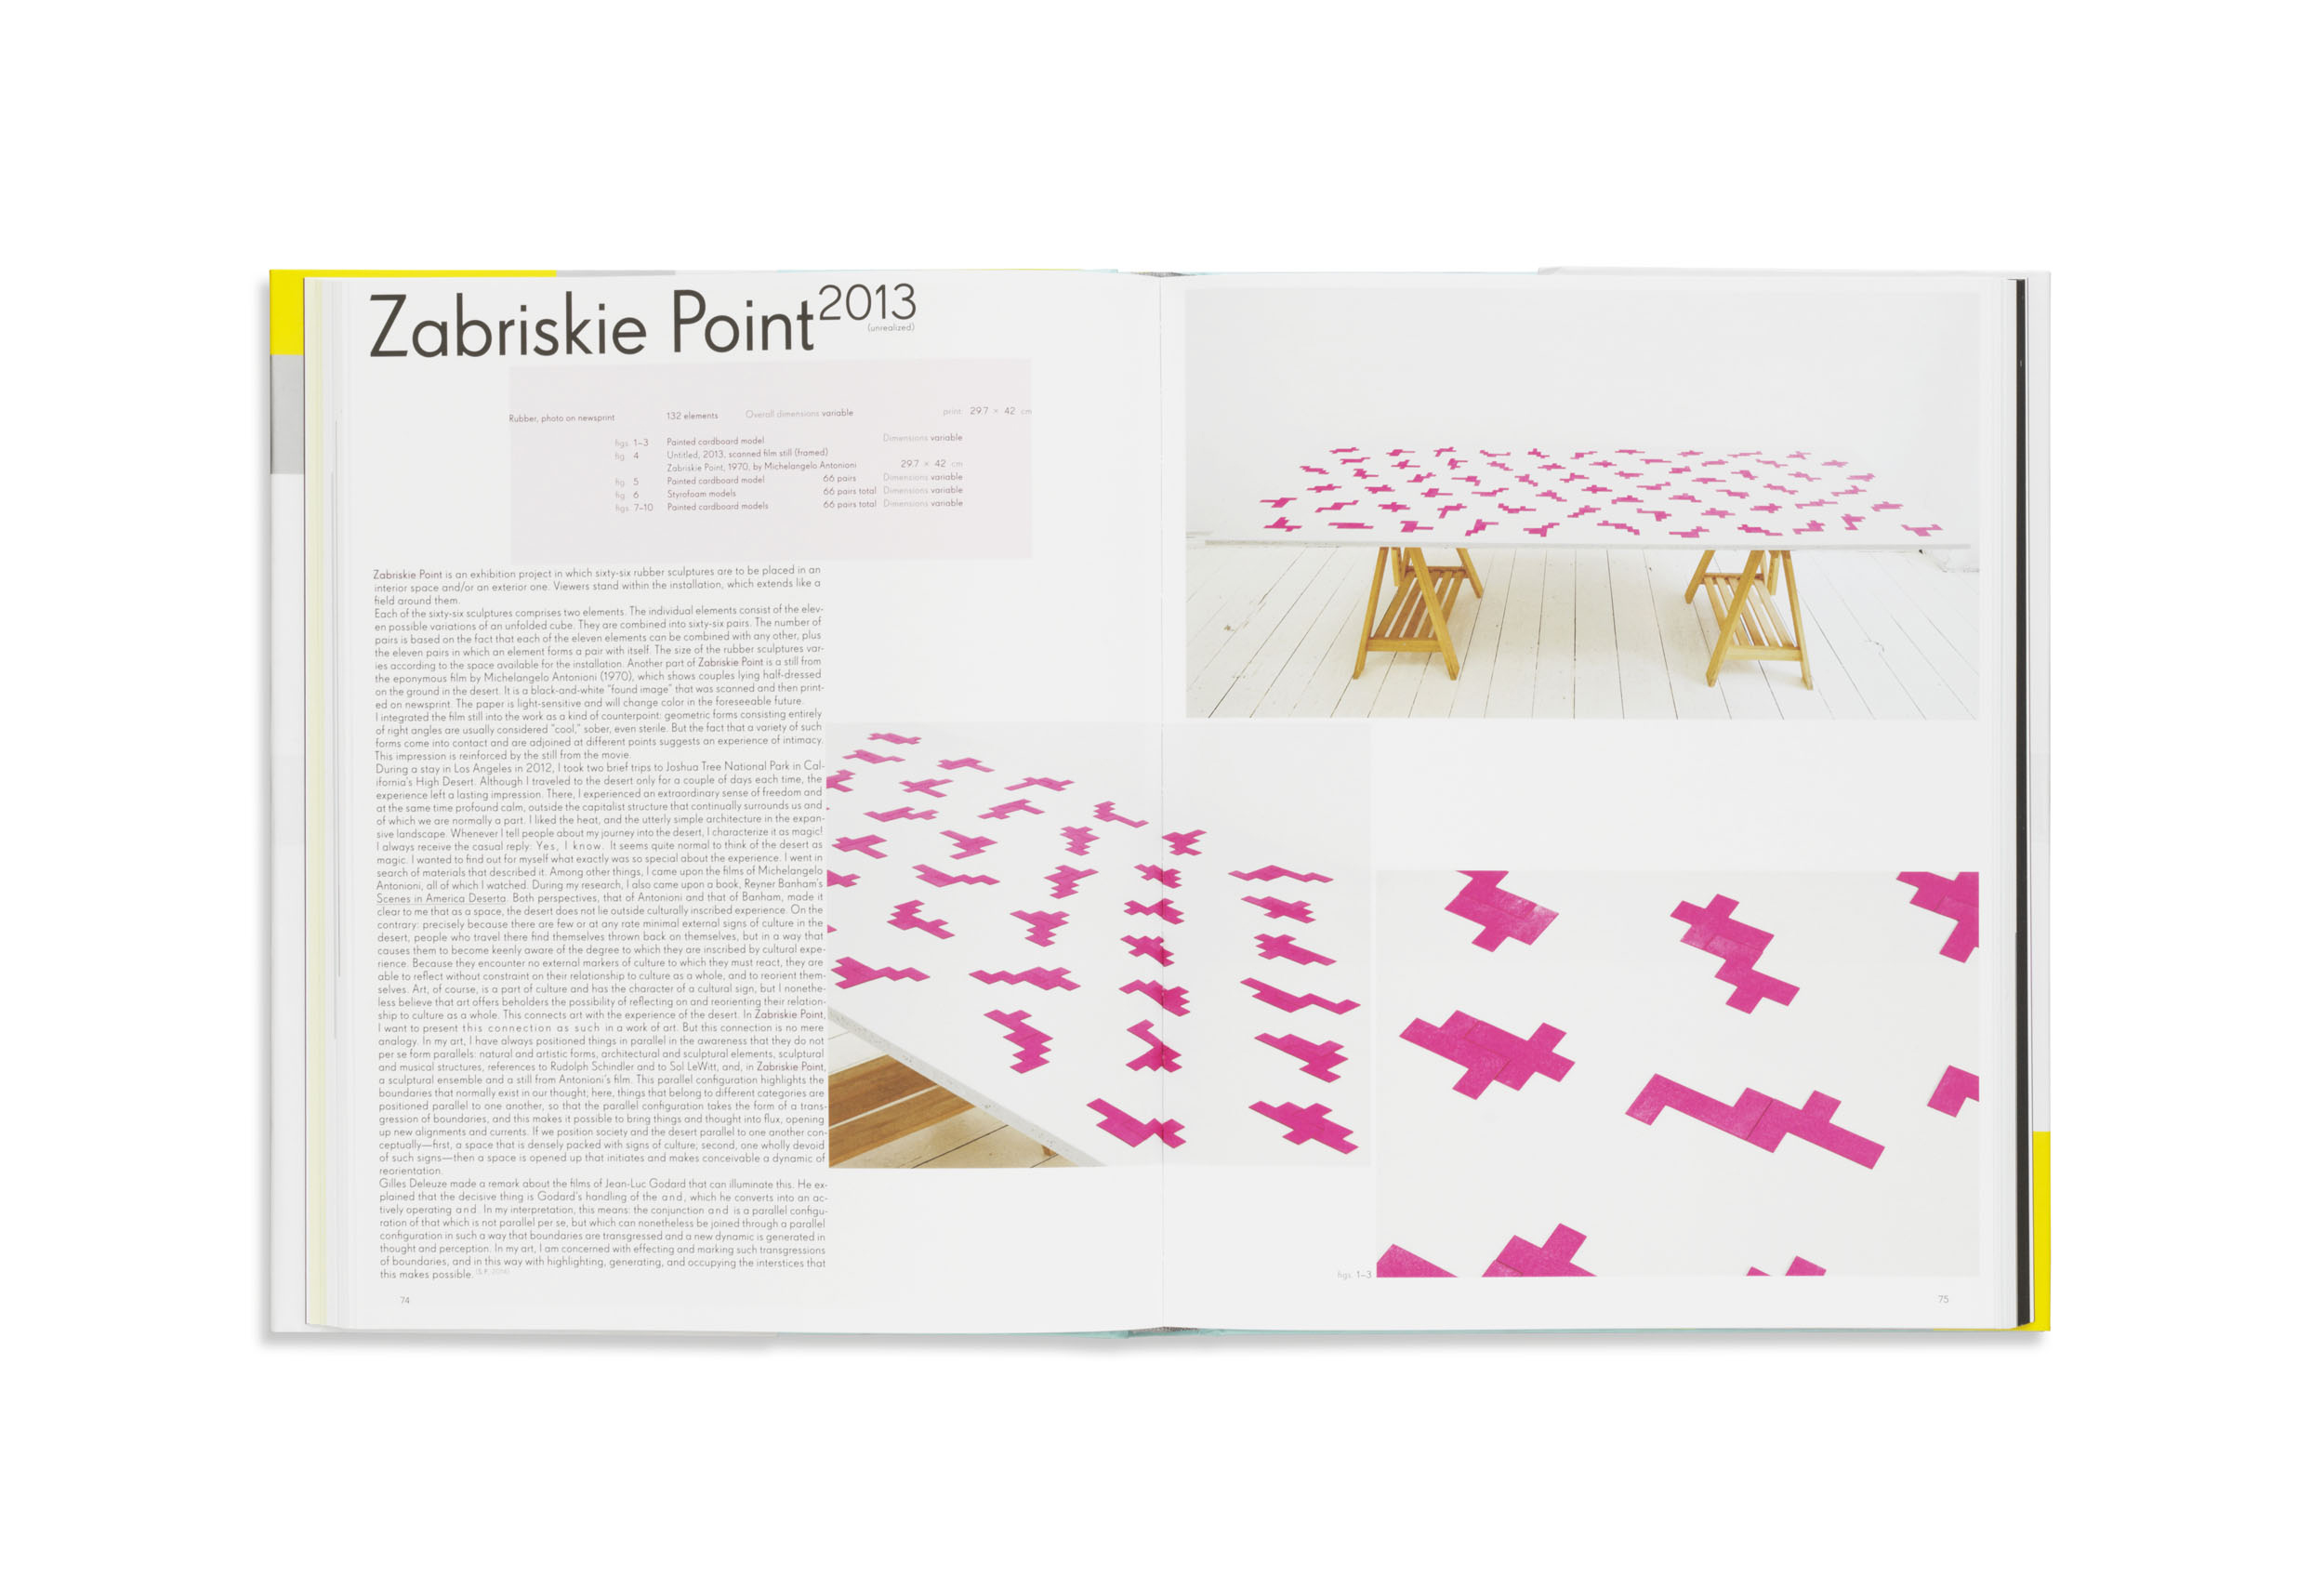 Zabriskie Point 2013
(unrealized)
Rubber, photo on newsprint 132 elements Overall dimensions variable print: 29.7 × 42 cm
figs. 1–3 Painted cardboard model Dimensions variable
fig. 4 Untitled, 2013, scanned film still (framed)
Zabriskie Point, 1970, by Michelangelo Antonioni 29.7 × 42 cm
fig. 5 Painted cardboard model 66 pairs Dimensions variable
fig. 6 Styrofoam models 66 pairs total Dimensions variable
figs. 7–10 Painted cardboard models 66 pairs total Dimensions variable
Zabriskie Point is an exhibition project in which sixty-six rubber sculptures are to be placed in an
interior space and/or an exterior one. Viewers stand within the installation, which extends like a
field around them.
Each of the sixty-six sculptures comprises two elements. The individual elements consist of the elev-
en possible variations of an unfolded cube. They are combined into sixty-six pairs. The number of
pairs is based on the fact that each of the eleven elements can be combined with any other, plus
the eleven pairs in which an element forms a pair with itself. The size of the rubber sculptures var-
ies according to the space available for the installation. Another part of Zabriskie Point is a still from
the eponymous film by Michelangelo Antonioni (1970), which shows couples lying half-dressed
on the ground in the desert. It is a black-and-white "found image" that was scanned and then print-
ed on newsprint. The paper is light-sensitive and will change color in the foreseeable future.
I integrated the film still into the work as a kind of counterpoint: geometric forms consisting entirely
of right angles are usually considered "cool," sober, even sterile. But the fact that a variety of such
forms come into contact and are adjoined at different points suggests an experience of intimacy.
This impression is reinforced by the still from the movie.
During a stay in Los Angeles in 2012, I took two brief trips to Joshua Tree National Park in Cal-
ifornia's High Desert. Although I traveled to the desert only for a couple of days each time, the
experience left a lasting impression. There, I experienced an extraordinary sense of freedom and
at the same time profound calm, outside the capitalist structure that continually surrounds us and
of which we are normally a part. I liked the heat, and the utterly simple architecture in the expan-
sive landscape. Whenever I tell people about my journey into the desert, I characterize it as magic!
I always receive the casual reply: Yes, I know. It seems quite normal to think of the desert as
magic. I wanted to find out for myself what exactly was so special about the experience. I went in
search of materials that described it. Among other things, I came upon the films of Michelangelo
Antonioni, all of which I watched. During my research, I also came upon a book, Reyner Banham's
Scenes in America Deserta. Both perspectives, that of Antonioni and that of Banham, made it
clear to me that as a space, the desert does not lie outside culturally inscribed experience. On the
contrary: precisely because there are few or at any rate minimal external signs of culture in the
desert, people who travel there find themselves thrown back on themselves, but in a way that
causes them to become keenly aware of the degree to which they are inscribed by cultural expe-
rience. Because they encounter no external markers of culture to which they must react, they are
able to reflect without constraint on their relationship to culture as a whole, and to reorient them-
selves. Art, of course, is a part of culture and has the character of a cultural sign, but I nonethe-
less believe that art offers beholders the possibility of reflecting on and reorienting their relation-
ship to culture as a whole. This connects art with the experience of the desert. In Zabriskie Point,
I want to present this connection as such in a work of art. But this connection is no mere
analogy. In my art, I have always positioned things in parallel in the awareness that they do not
per se form parallels: natural and artistic forms, architectural and sculptural elements, sculptural
and musical structures, references to Rudolph Schindler and to Sol LeWitt, and, in Zabriskie Point,
a sculptural ensemble and a still from Antonioni's film. This parallel configuration highlights the
boundaries that normally exist in our thought; here, things that belong to different categories are
positioned parallel to one another, so that the parallel configuration takes the form of a trans-
gression of boundaries, and this makes it possible to bring things and thought into flux, opening
up new alignments and currents. If we position society and the desert parallel to one another con-
ceptually—first, a space that is densely packed with signs of culture; second, one wholly devoid
of such signs—then a space is opened up that initiates and makes conceivable a dynamic of
reorientation.
Gilles Deleuze made a remark about the films of Jean-Luc Godard that can illuminate this. He ex-
plained that the decisive thing is Godard's handling of the and, which he converts into an ac-
tively operating and. In my interpretation, this means: the conjunction and is a parallel configu-
ration of that which is not parallel per se, but which can nonetheless be joined through a parallel
configuration in such a way that boundaries are transgressed and a new dynamic is generated in
thought and perception. In my art, I am concerned with effecting and marking such transgressions
of boundaries, and in this way with highlighting, generating, and occupying the interstices that
this makes possible.
figs. 1–3
74
75